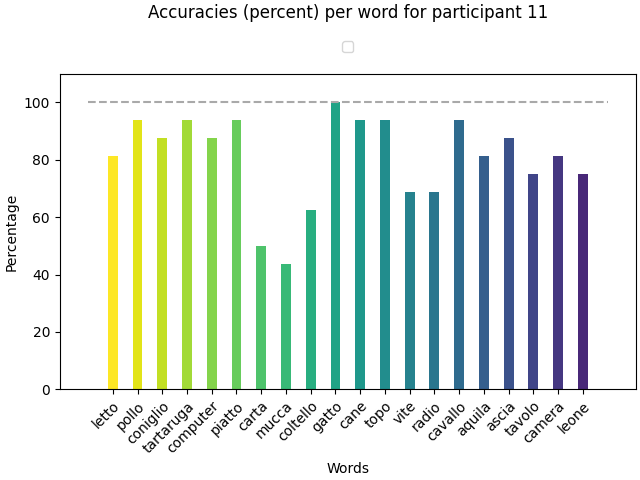 Accuracies (percent) per word for participant 11
100
80
60
40
20
0
Percentage
letto
pollo
coniglio
tartaruga
computer
piatto
carta
mucca
coltello
gatto
cane
topo
vite
radio
cavallo
aquila
ascia
tavolo
camera
leone
Words